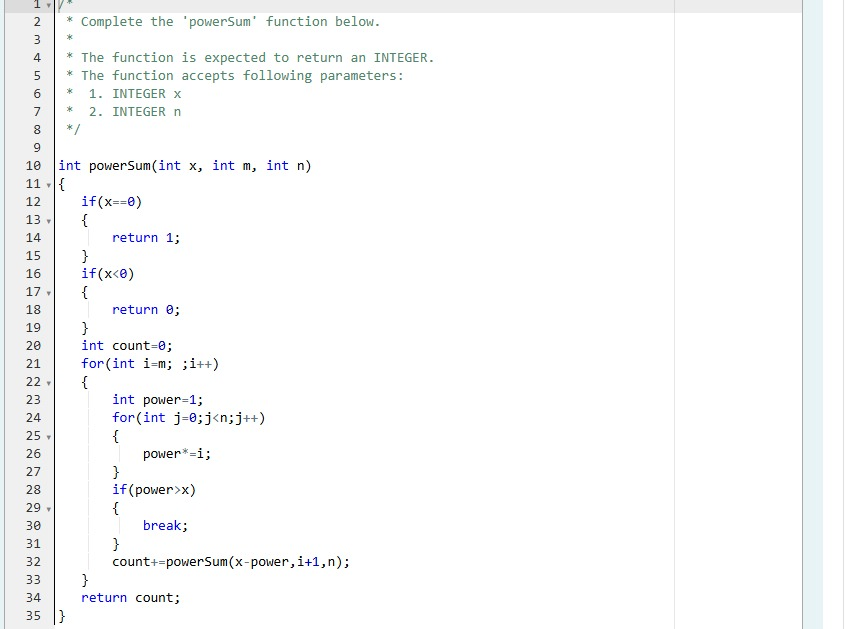 1 /*
2 * Complete the 'powerSum' function below.
3 *
4 * The function is expected to return an INTEGER.
5 * The function accepts following parameters:
6 * 1. INTEGER x
7 * 2. INTEGER n
8 */
9
10 int powerSum(int x, int m, int n)
11 {
12 if(x==0)
13 {
14 return 1;
15 }
16 if(x<0)
17 {
18 return 0;
19 }
20 int count=0;
21 for(int i=m; ;i++)
22 {
23 int power=1;
24 for(int j=0;j<n;j++)
25 {
26 power*=i;
27 }
28 if(power>x)
29 {
30 break;
31 }
32 count+=powerSum(x-power,i+1,n);
33 }
34 return count;
35 }